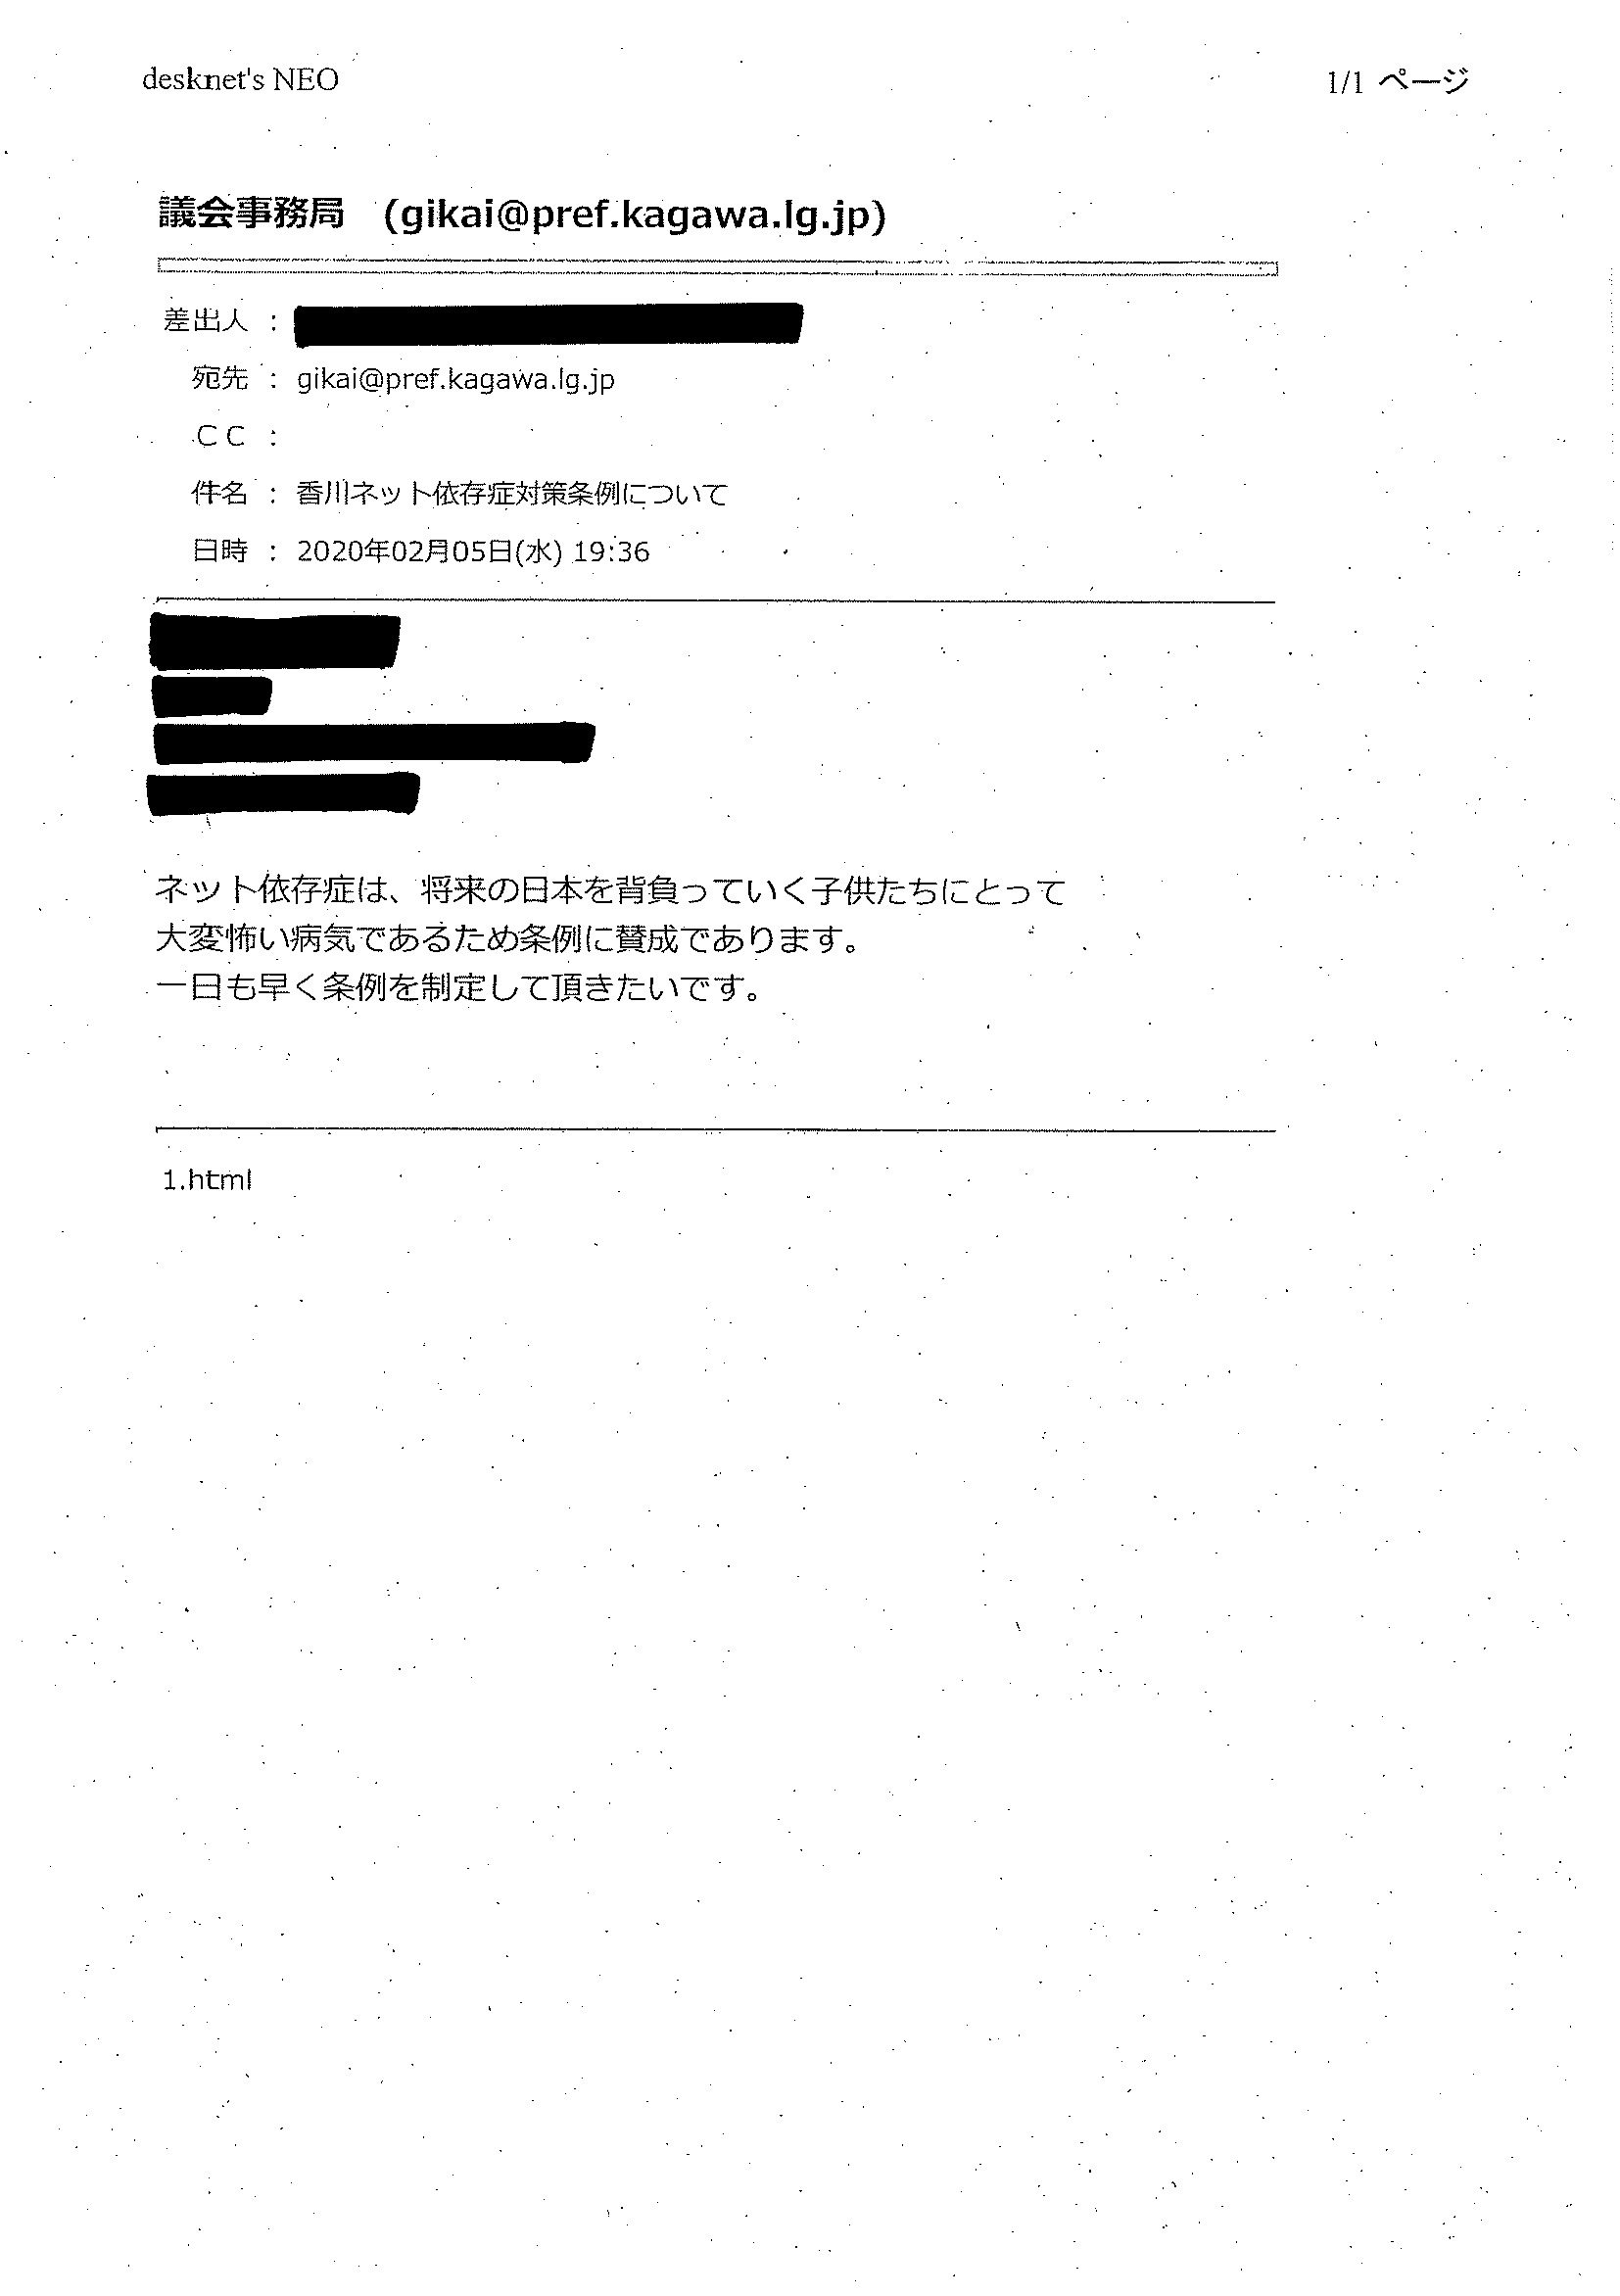 desknet's NEO
1/1 ページ
議会事務局 (gikai@pref.kagawa.lg.jp)
差出人 :
宛先 : gikai@pref.kagawa.lg.jp
CC :
件名 : 香川ネット依存症対策条例について
日時 : 2020年02月05日(水) 19:36
ネット依存症は、将来の日本を背負っていく子供たちにとって
大変怖い病気であるため条例に賛成であります。
一日も早く条例を制定して頂きたいです。
1.html